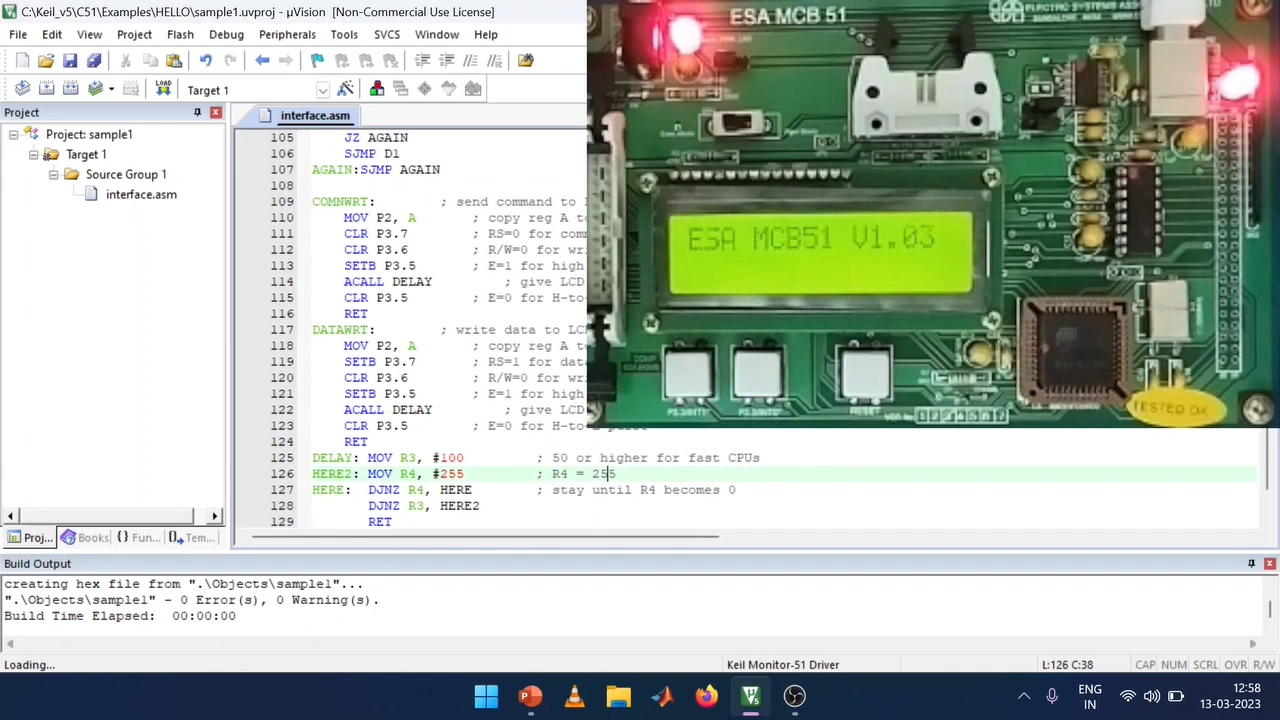 C:\Keil_v5\C51\Examples\HELLO\sample1.uvproj - µVision [Non-Commercial Use License]
File Edit View Project Flash Debug Peripherals Tools SVCS Window Help
LOAD Target 1
Project
interface.asm
Project: sample1
Target 1
Source Group 1
interface.asm
105 JZ AGAIN
106 SJMP D1
107 AGAIN:SJMP AGAIN
108
109 COMNWRT: ; send command to
110 MOV P2, A ; copy reg A to
111 CLR P3.7 ; RS=0 for com
112 CLR P3.6 ; R/W=0 for wr
113 SETB P3.5 ; E=1 for high
114 ACALL DELAY ; give LCD
115 CLR P3.5 ; E=0 for H-to
116 RET
117 DATAWRT: ; write data to LC
118 MOV P2, A ; copy reg A to
119 SETB P3.7 ; RS=1 for dat
120 CLR P3.6 ; R/W=0 for wr
121 SETB P3.5 ; E=1 for high
122 ACALL DELAY ; give LCD
123 CLR P3.5 ; E=0 for H-to
124 RET
125 DELAY: MOV R3, #100 ; 50 or higher for fast CPUs
126 HERE2: MOV R4, #255 ; R4 = 255
127 HERE: DJNZ R4, HERE ; stay until R4 becomes 0
128 DJNZ R3, HERE2
129 RET
ESA MCB 51
ELECTRO SYSTEMS ASS
ESA MCB51 V1.03
RESET
TESTED OK
Proj... Books {} Fun... Tem...
Build Output
creating hex file from ".\Objects\sample1"...
".\Objects\sample1" - 0 Error(s), 0 Warning(s).
Build Time Elapsed: 00:00:00
Loading... Keil Monitor-51 Driver L:126 C:38 CAP NUM SCRL OVR R/W
ENG
IN
12:58
13-03-2023